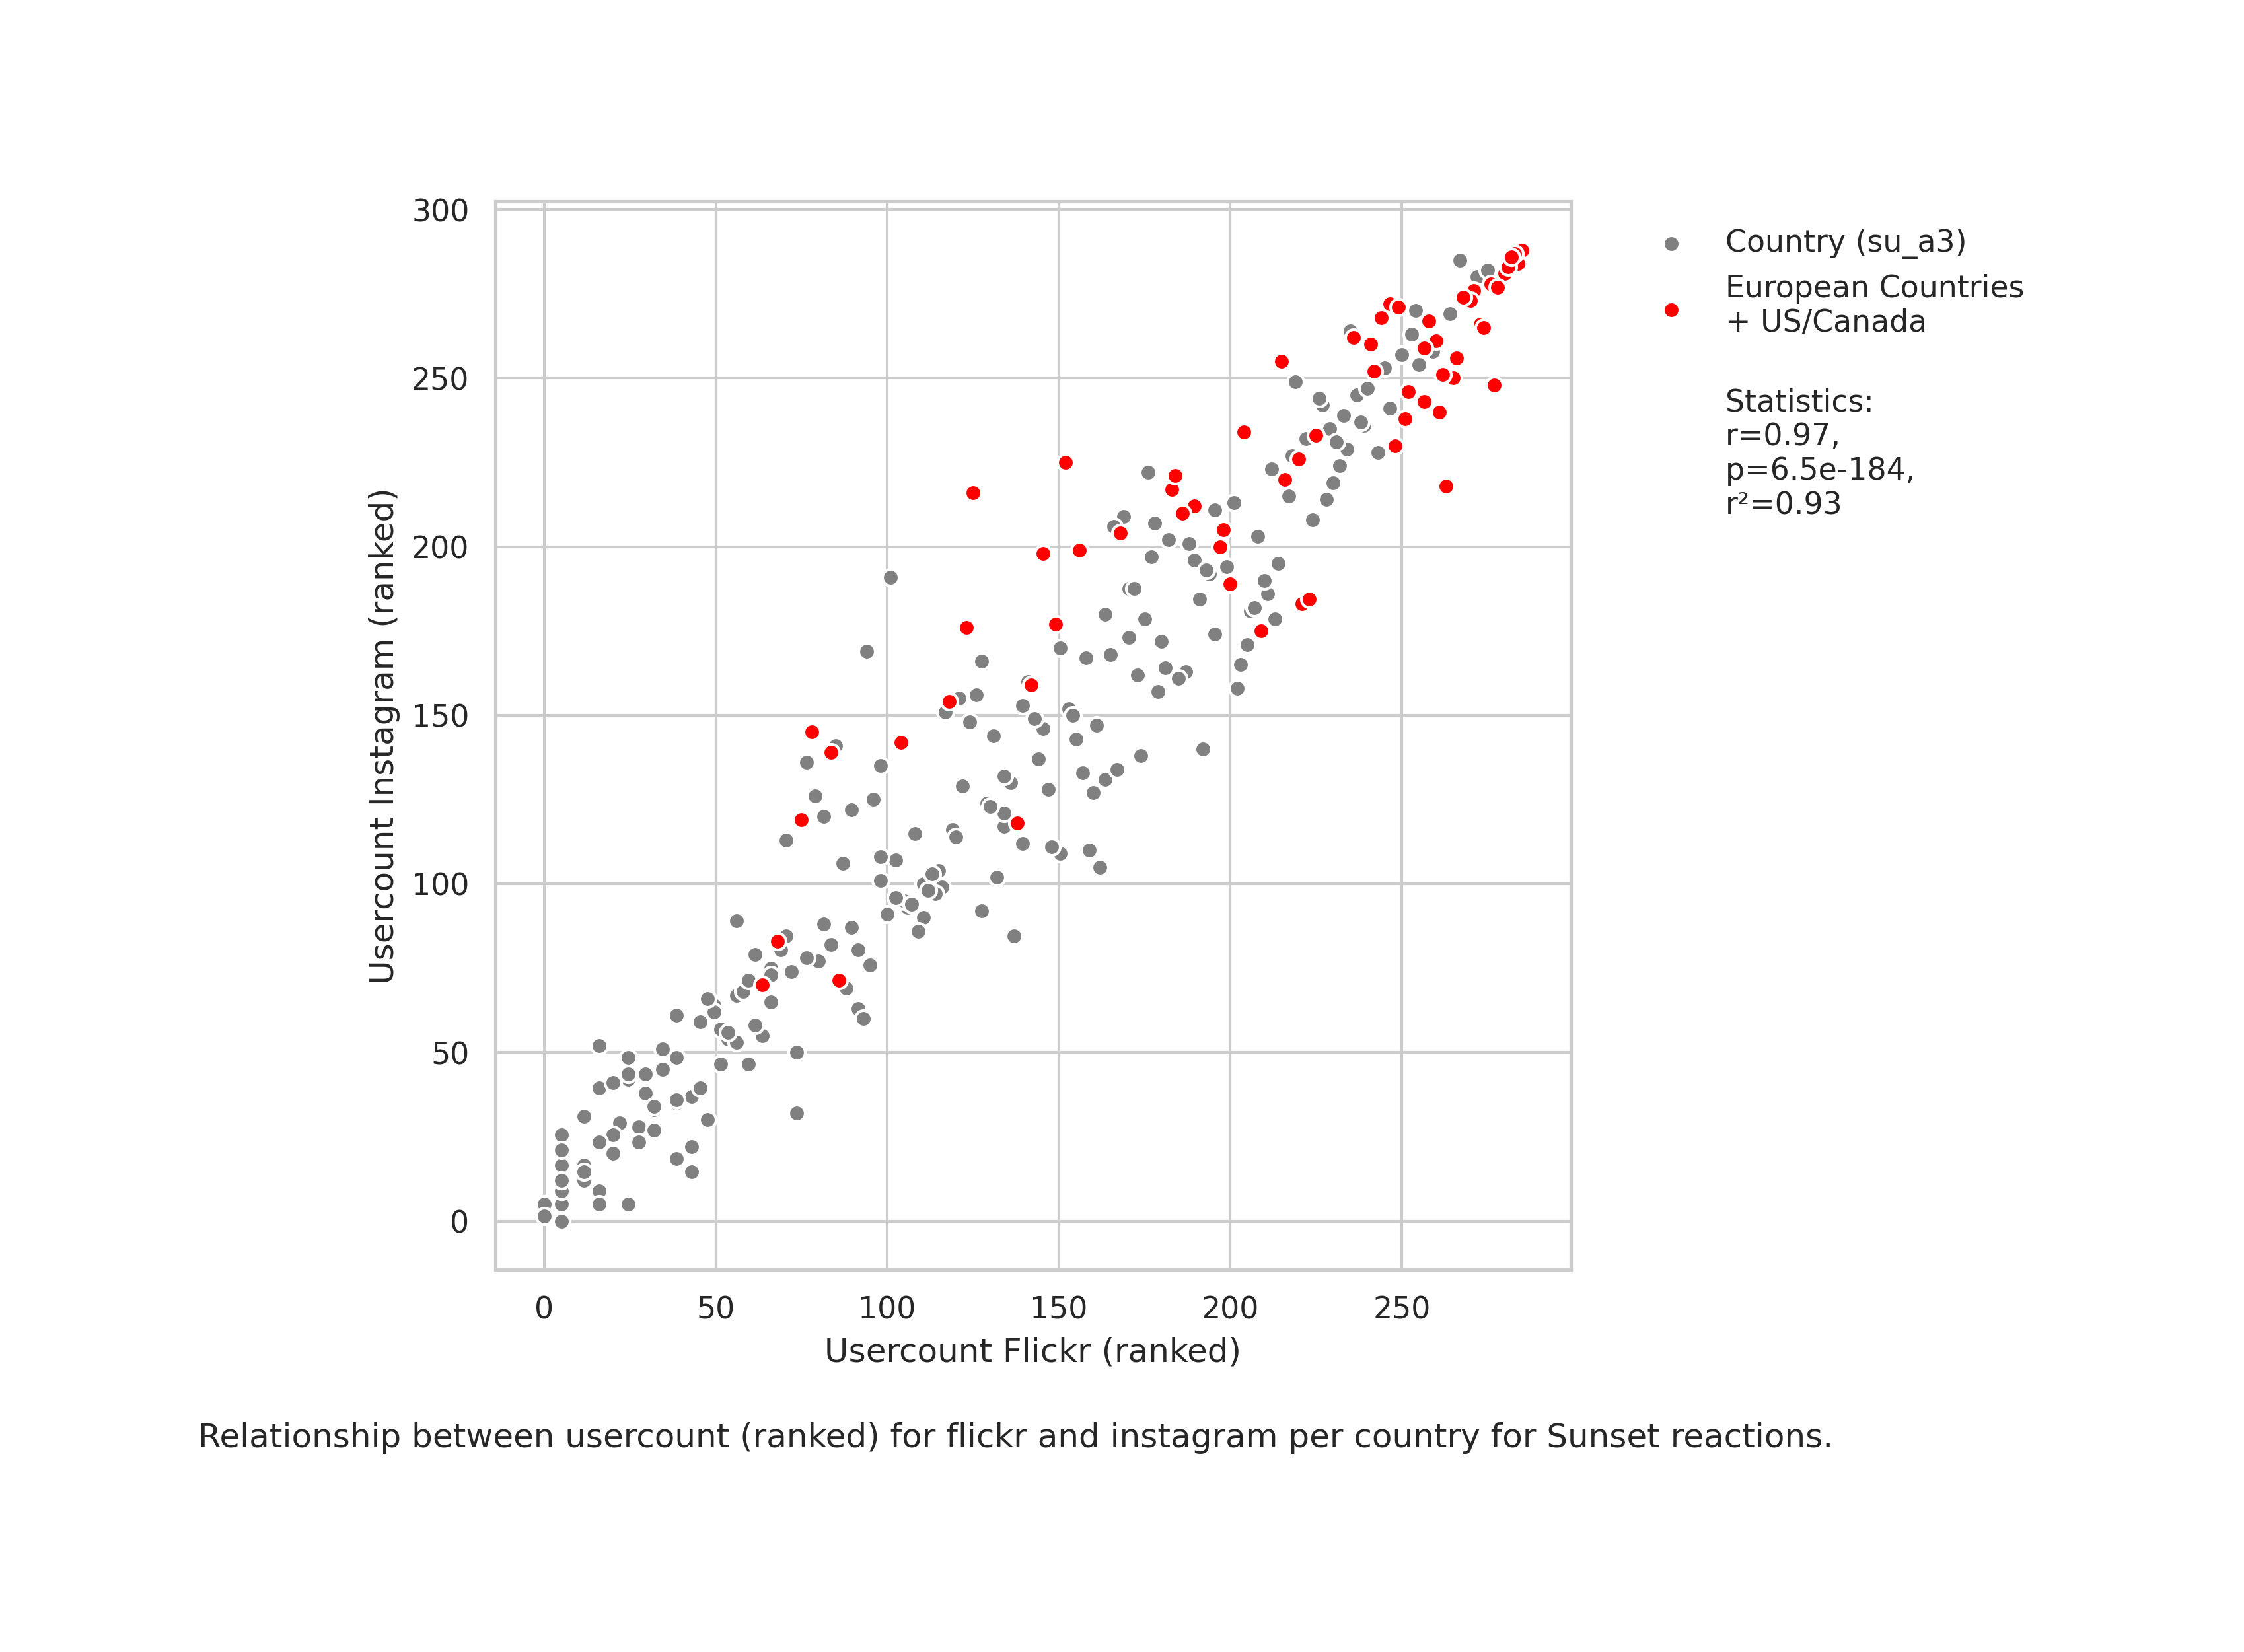 300
250
200
150
100
50
0
Usercount Instagram (ranked)
0 50 100 150 200 250
Usercount Flickr (ranked)
Country (su_a3)
European Countries
+ US/Canada
Statistics:
r=0.97,
p=6.5e-184,
r²=0.93
Relationship between usercount (ranked) for flickr and instagram per country for Sunset reactions.